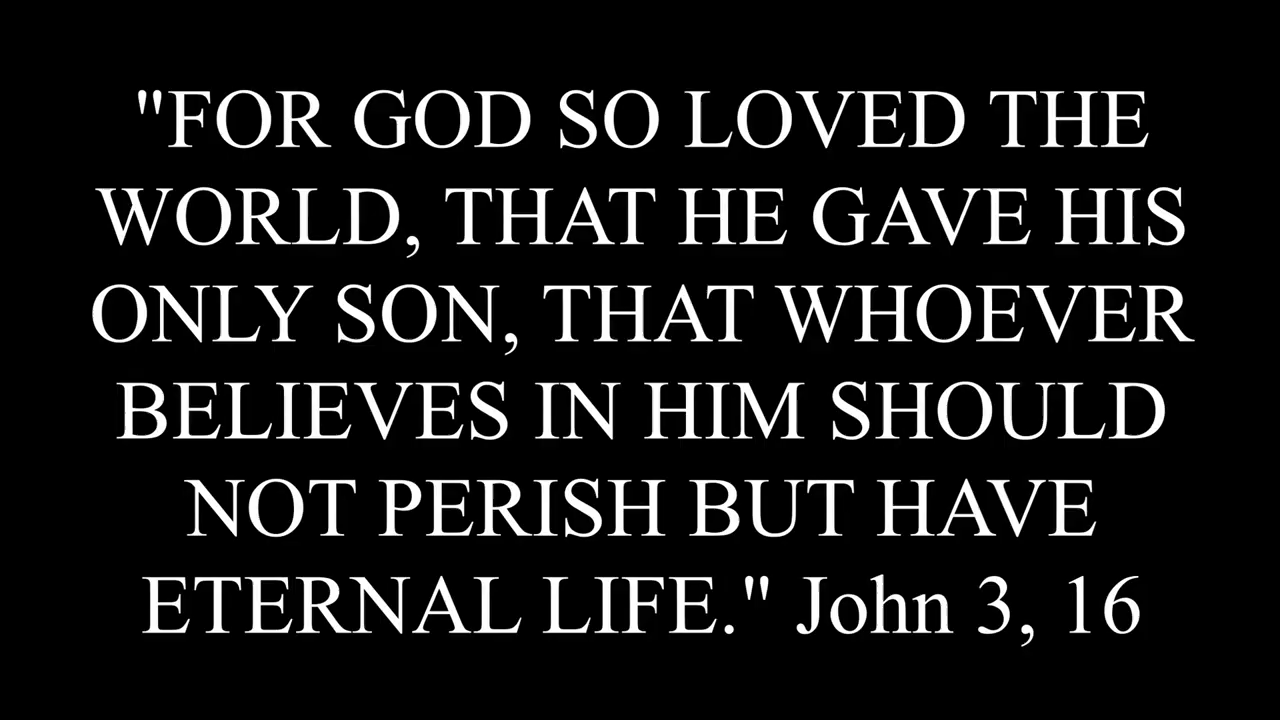 "FOR GOD SO LOVED THE
WORLD, THAT HE GAVE HIS
ONLY SON, THAT WHOEVER
BELIEVES IN HIM SHOULD
NOT PERISH BUT HAVE
ETERNAL LIFE." John 3, 16